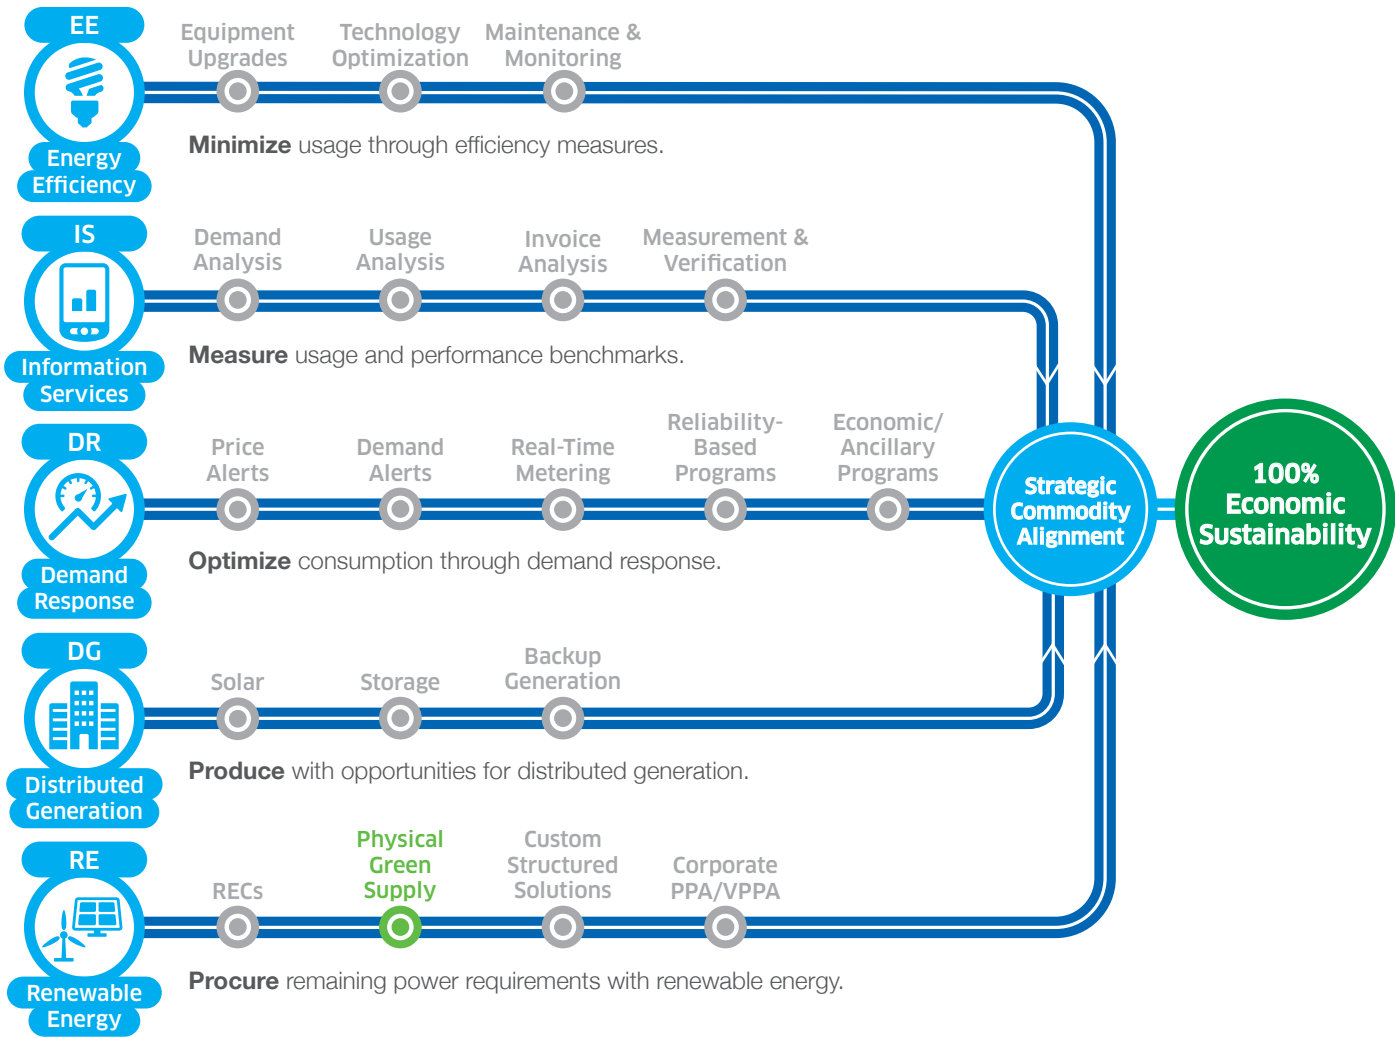 EE
Energy
Efficiency
Equipment
Upgrades
Technology
Optimization
Maintenance &
Monitoring
Minimize usage through efficiency measures.
IS
Information
Services
Demand
Analysis
Usage
Analysis
Invoice
Analysis
Measurement &
Verification
Measure usage and performance benchmarks.
DR
Demand
Response
Price
Alerts
Demand
Alerts
Real-Time
Metering
Reliability-
Based
Programs
Economic/
Ancillary
Programs
Optimize consumption through demand response.
DG
Distributed
Generation
Solar
Storage
Backup
Generation
Produce with opportunities for distributed generation.
RE
Renewable
Energy
RECs
Physical
Green
Supply
Custom
Structured
Solutions
Corporate
PPA/VPPA
Procure remaining power requirements with renewable energy.
Strategic
Commodity
Alignment
100%
Economic
Sustainability